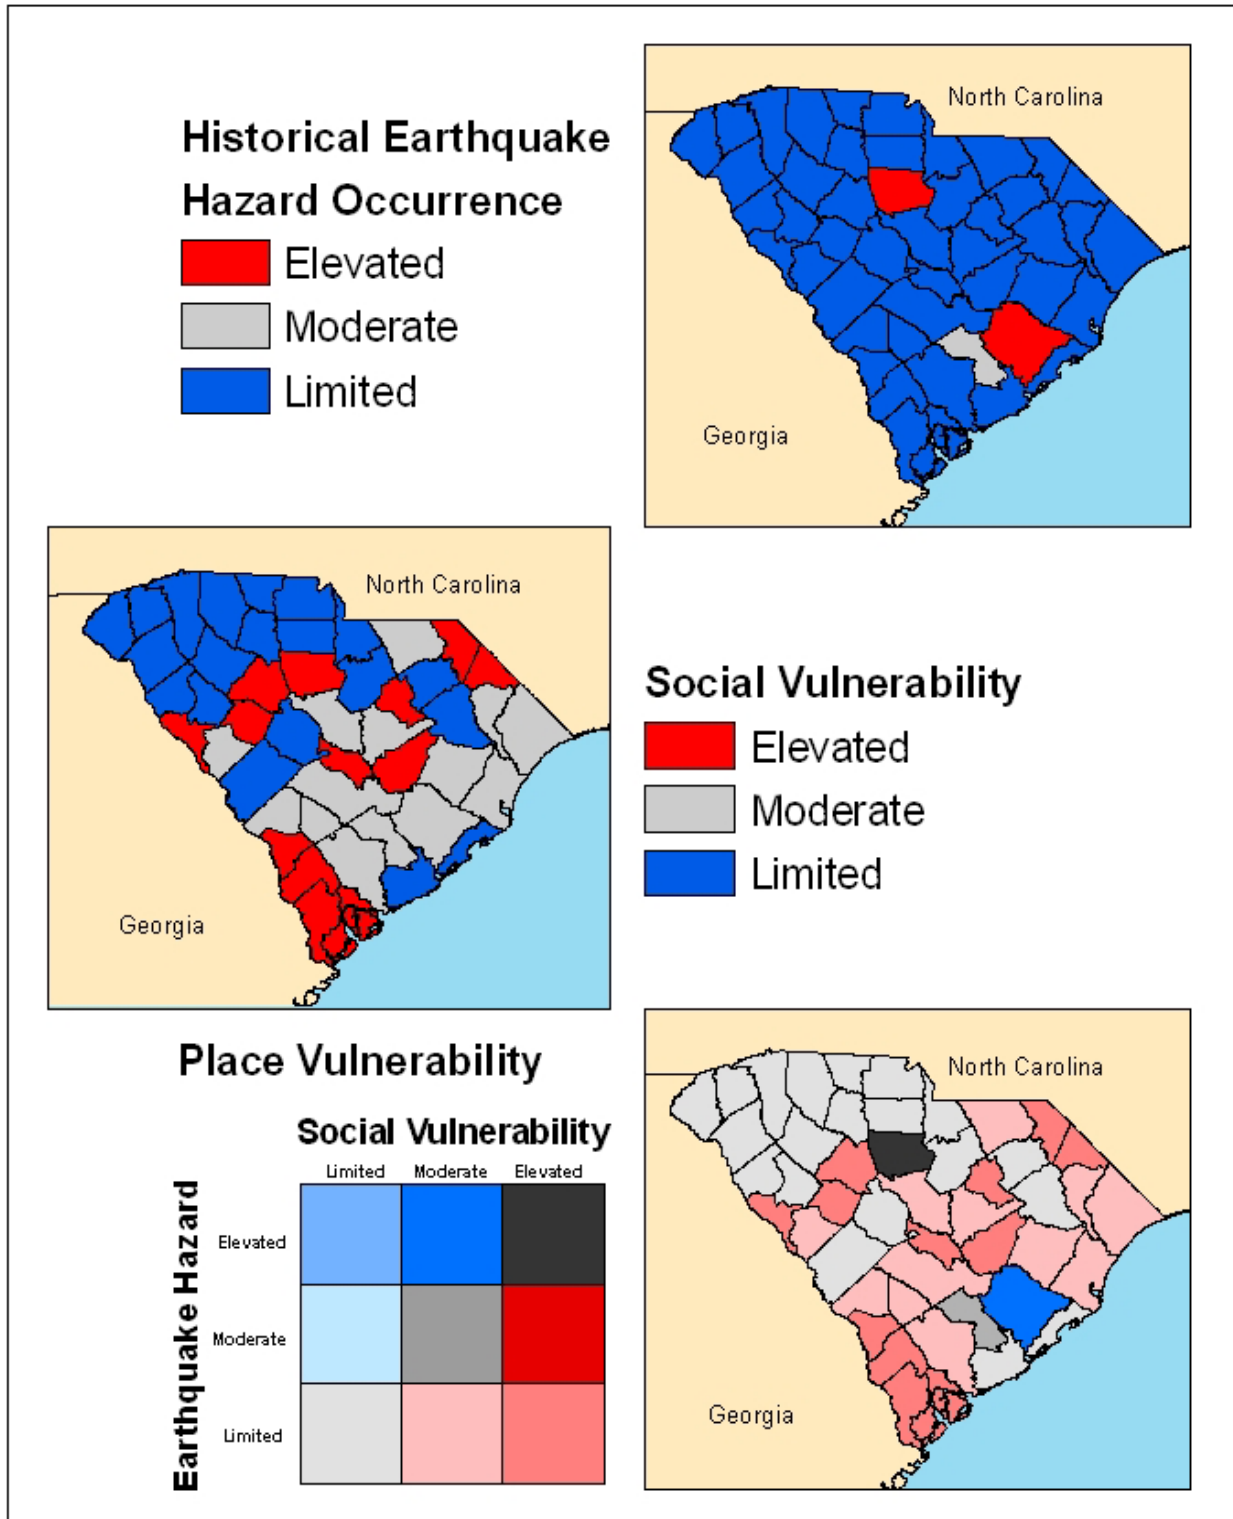 North Carolina
Historical Earthquake
Hazard Occurrence
Elevated
Moderate
Limited
Georgia
North Carolina
Social Vulnerability
Elevated
Moderate
Limited
Georgia
Place Vulnerability
North Carolina
Social Vulnerability
Limited
Moderate
Elevated
Earthquake Hazard
Elevated
Moderate
Limited
Georgia